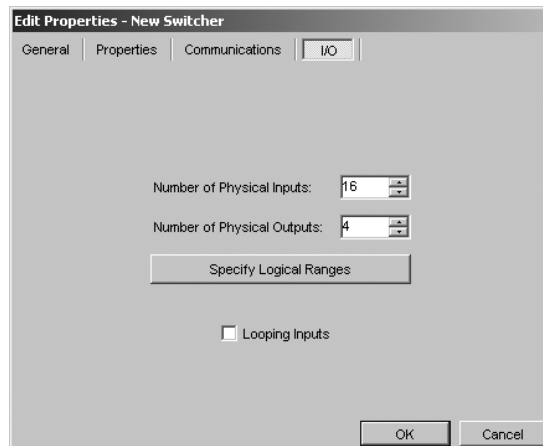 Edit Properties - New Switcher
General Properties Communications I/O
Number of Physical Inputs: 16
Number of Physical Outputs: 4
Specify Logical Ranges
Looping Inputs
OK Cancel